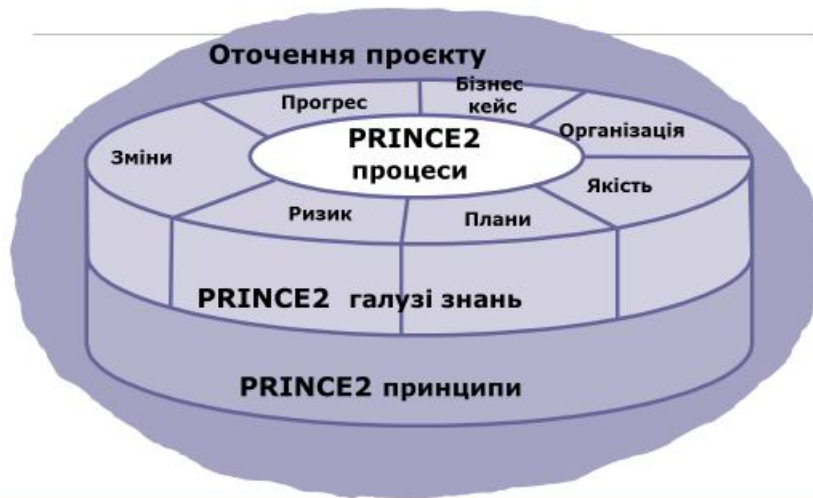 Оточення проєкту
Прогрес
Бізнес
кейс
Організація
Зміни
PRINCE2
процеси
Якість
Ризик
Плани
PRINCE2 галузі знань
PRINCE2 принципи